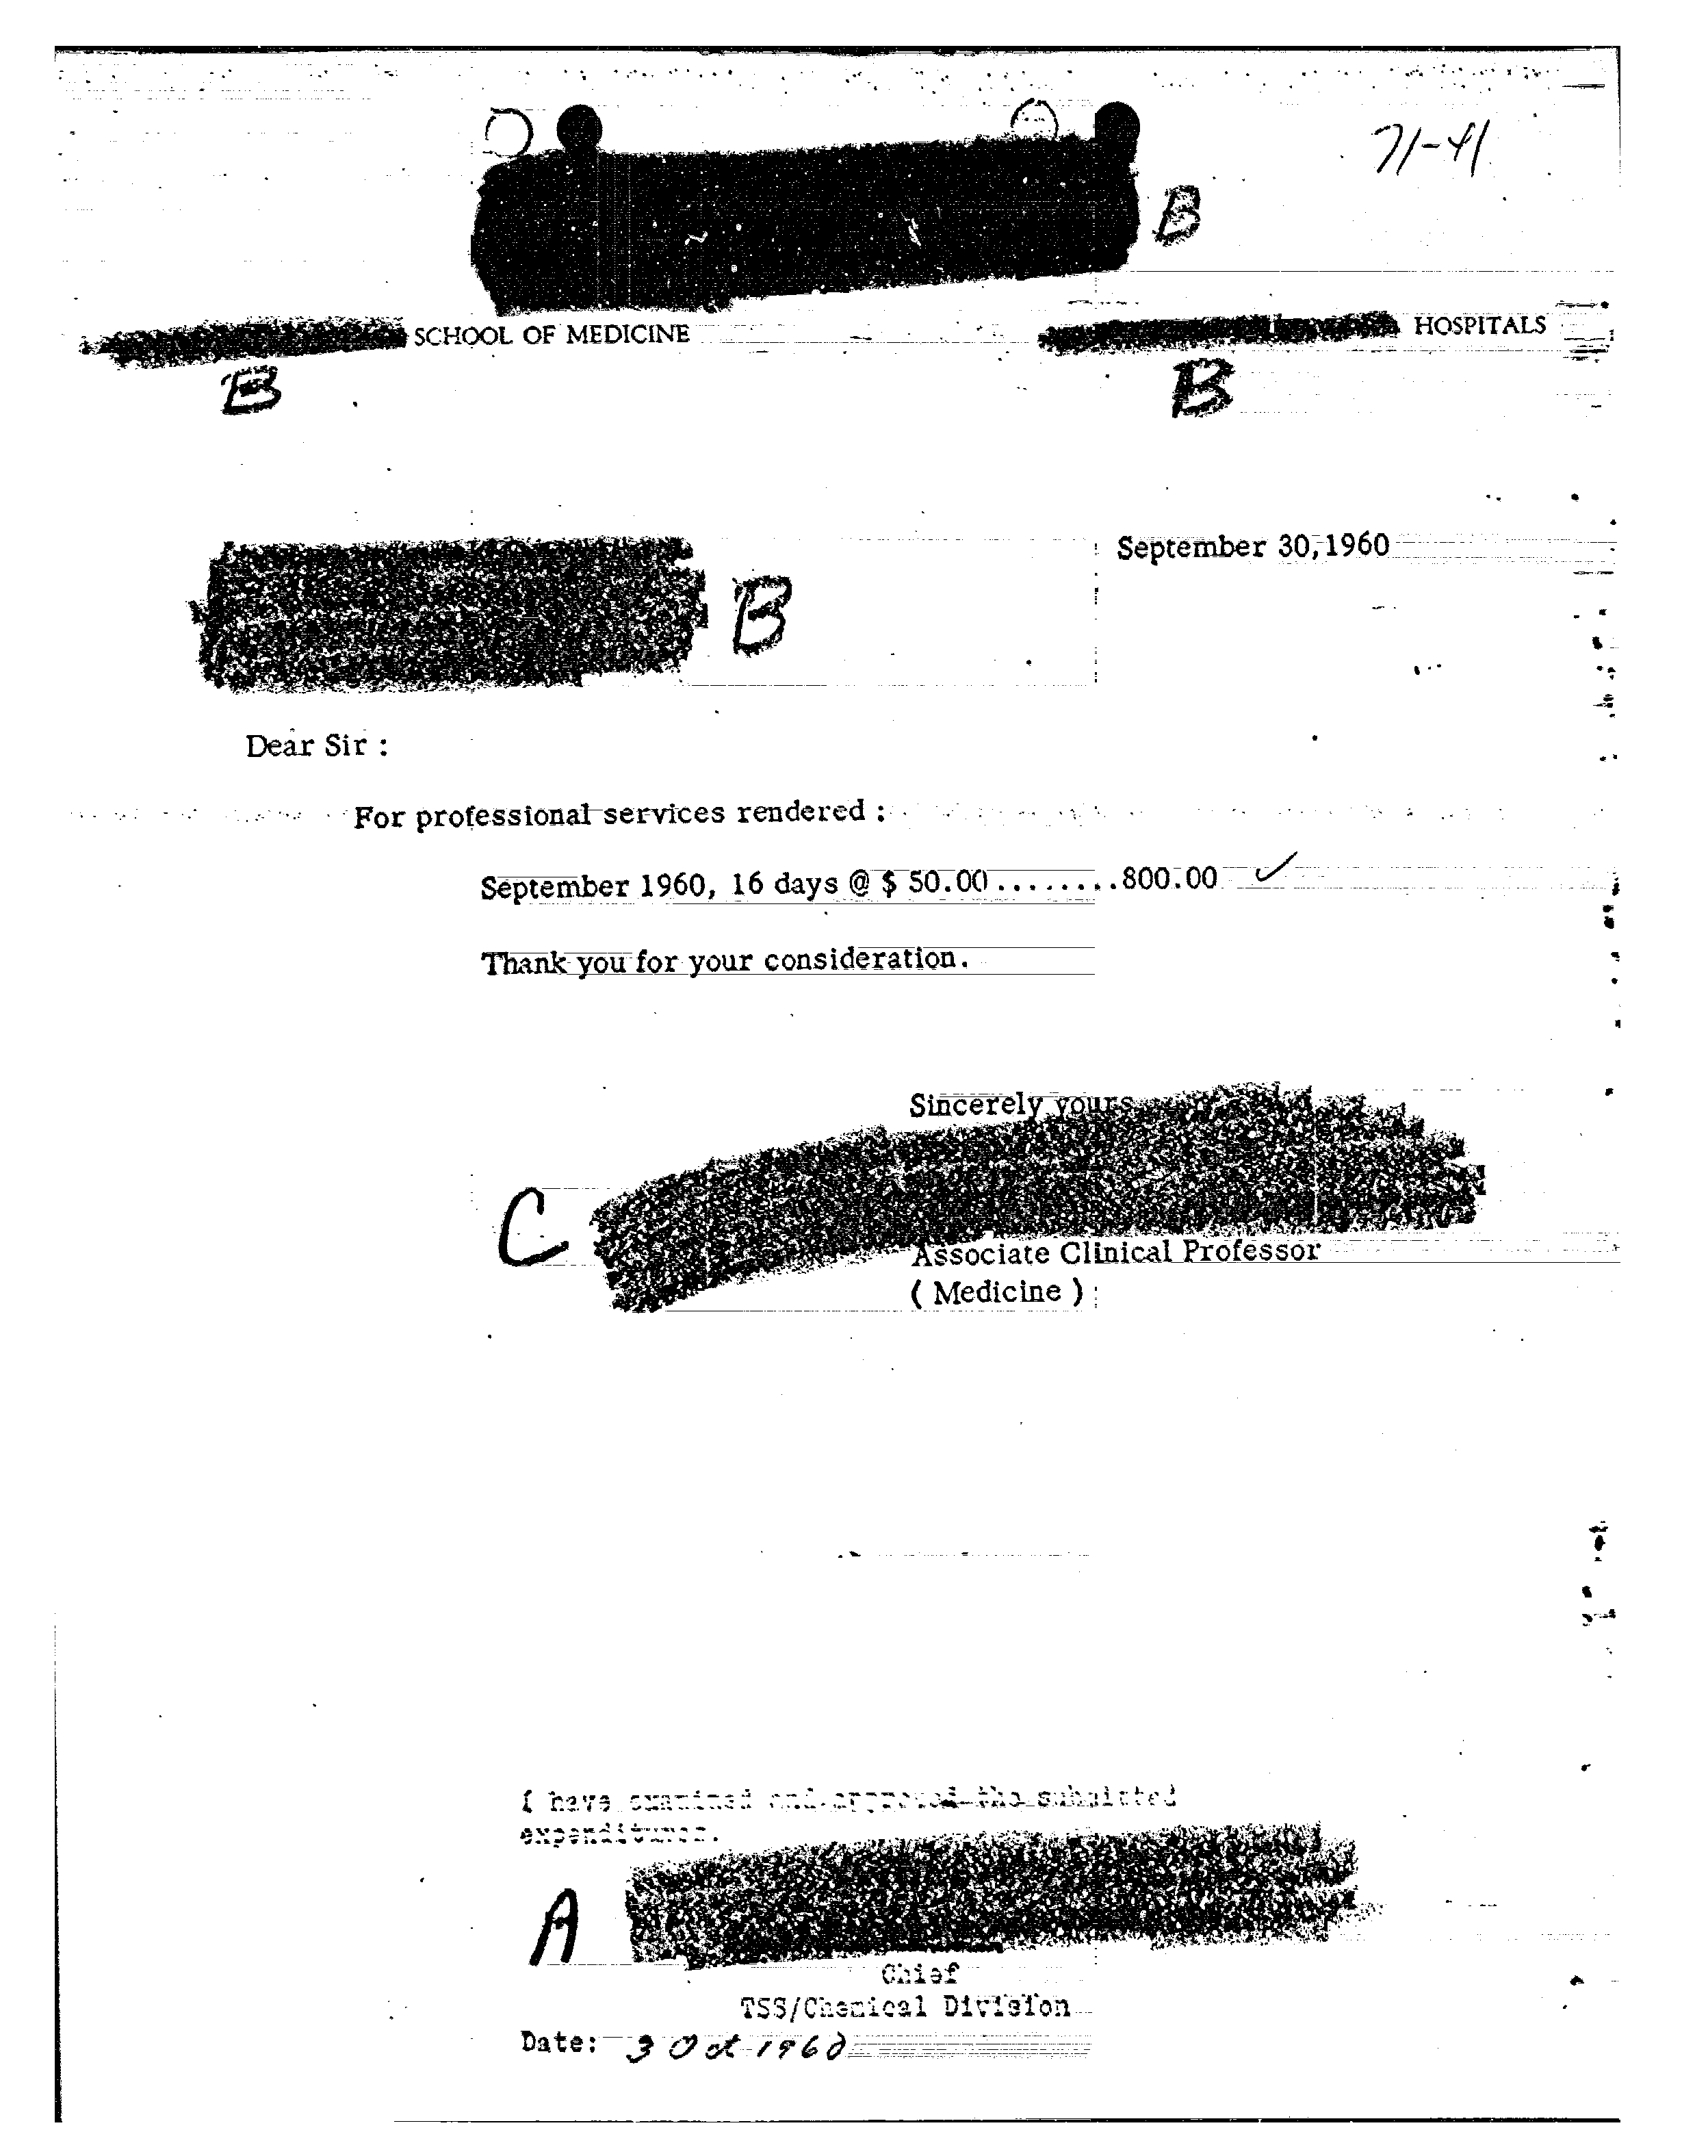 71-41
B
SCHOOL OF MEDICINE HOSPITALS
B B
September 30,1960
B
Dear Sir :
For professional services rendered :
September 1960, 16 days @ $ 50.00 ........800.00 ✓
Thank you for your consideration.
Sincerely yours
C
Associate Clinical Professor
( Medicine )
I have examined and approved the submitted
expenditures.
A
Chief
TSS/Chemical Division
Date: 3 Oct 1960